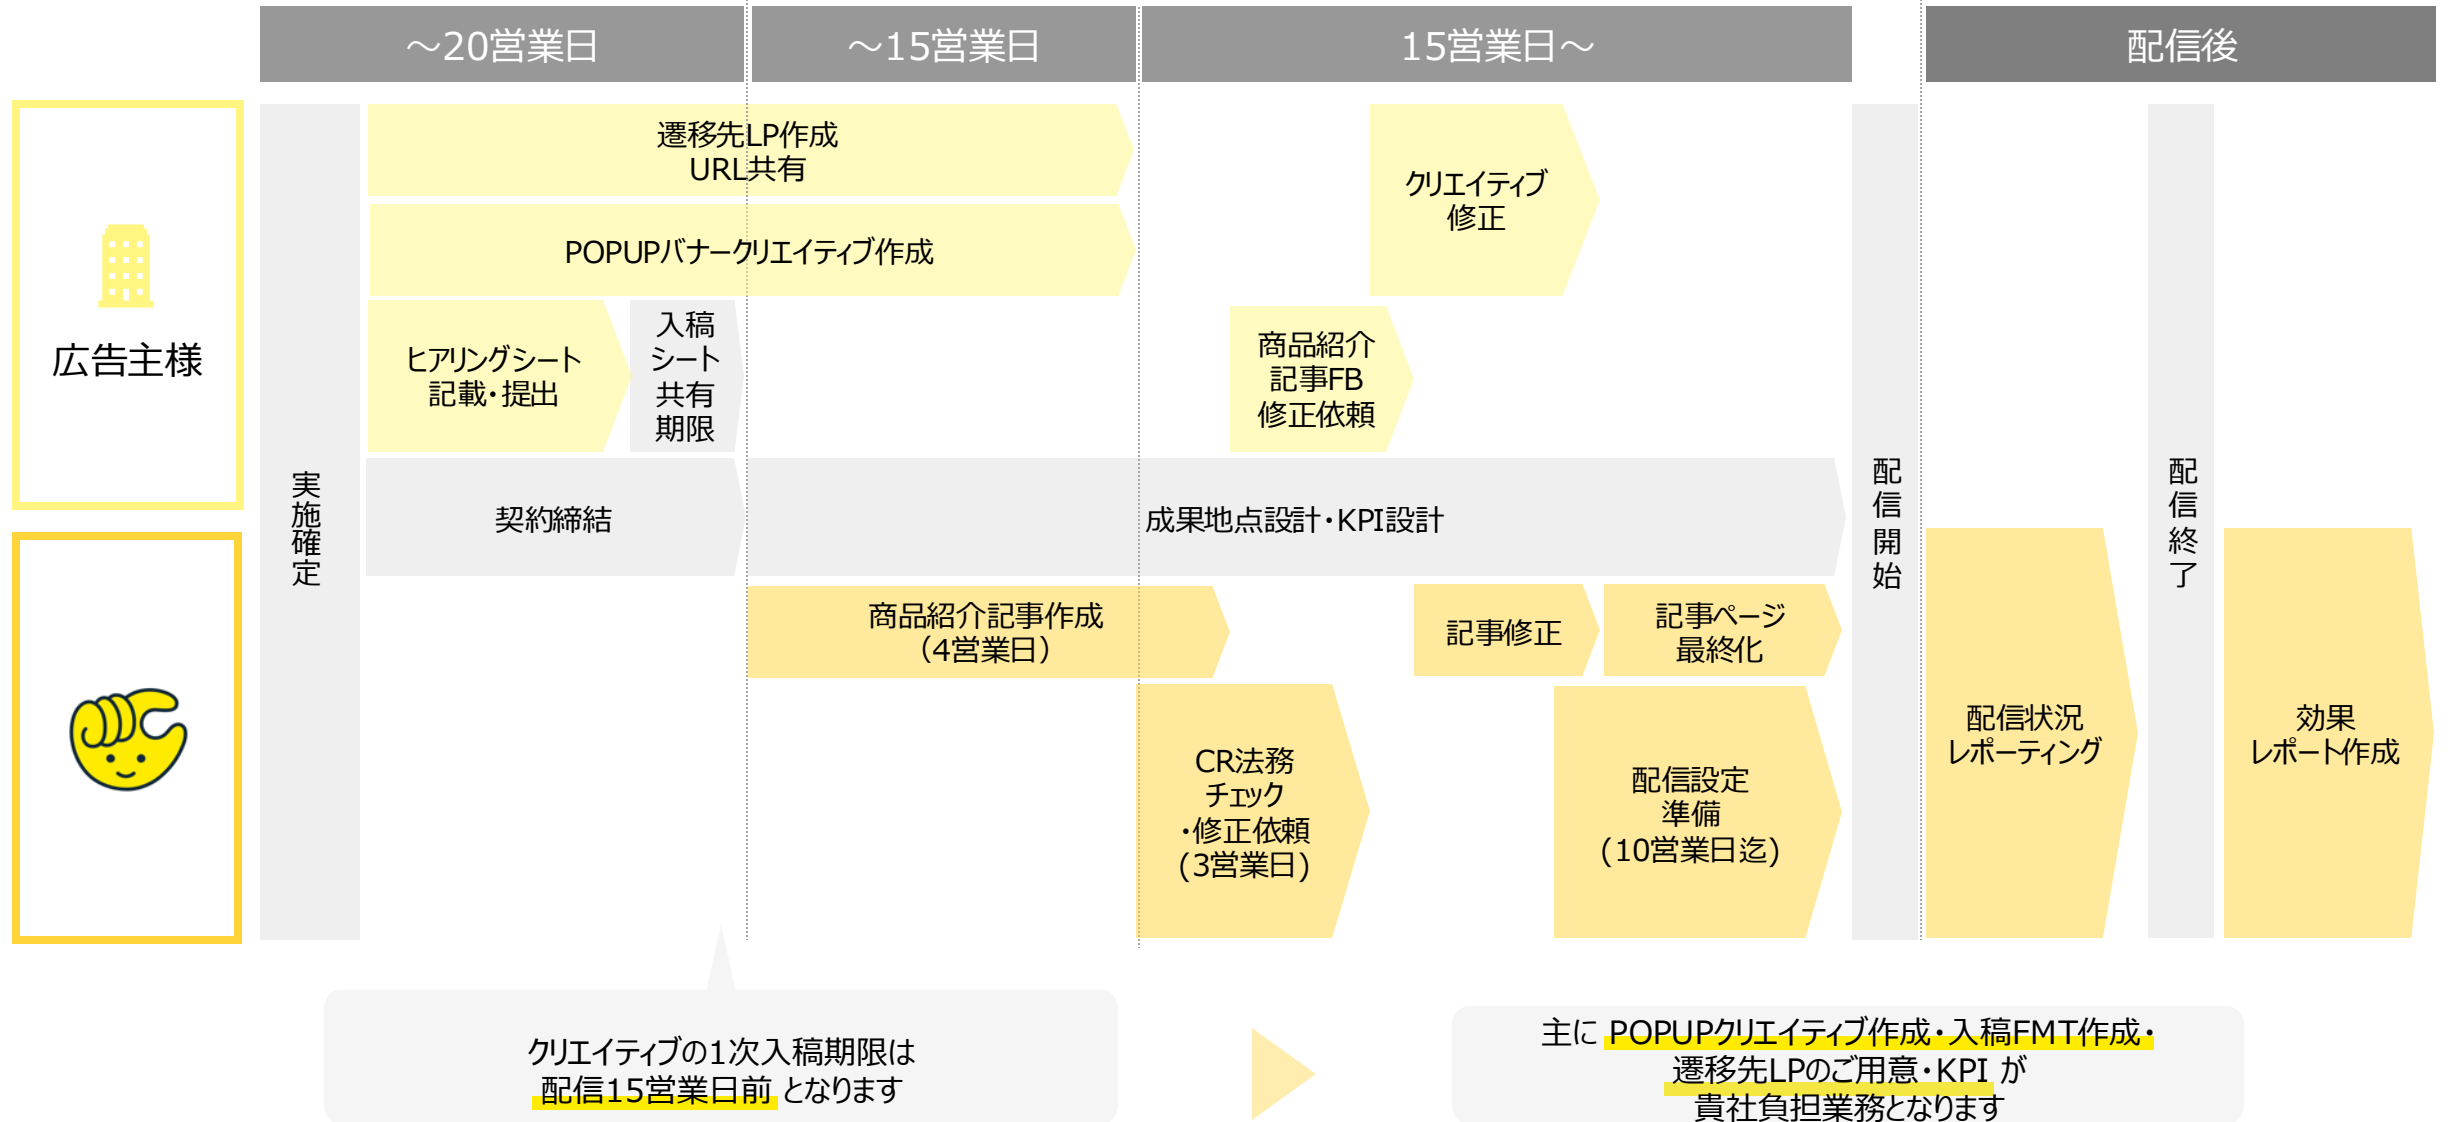 ～20営業日
～15営業日
15営業日～
配信後
広告主様
実施確定
遷移先LP作成
URL共有
POPUPバナークリエイティブ作成
ヒアリングシート
記載・提出
入稿
シート
共有
期限
クリエイティブ
修正
商品紹介
記事FB
修正依頼
契約締結
成果地点設計・KPI設計
商品紹介記事作成
（4営業日）
CR法務
チェック
・修正依頼
(3営業日)
記事修正
記事ページ
最終化
配信設定
準備
(10営業日迄)
配信開始
配信状況
レポーティング
配信終了
効果
レポート作成
クリエイティブの1次入稿期限は
配信15営業日前 となります
主に POPUPクリエイティブ作成・入稿FMT作成・
遷移先LPのご用意・KPI が
貴社負担業務となります